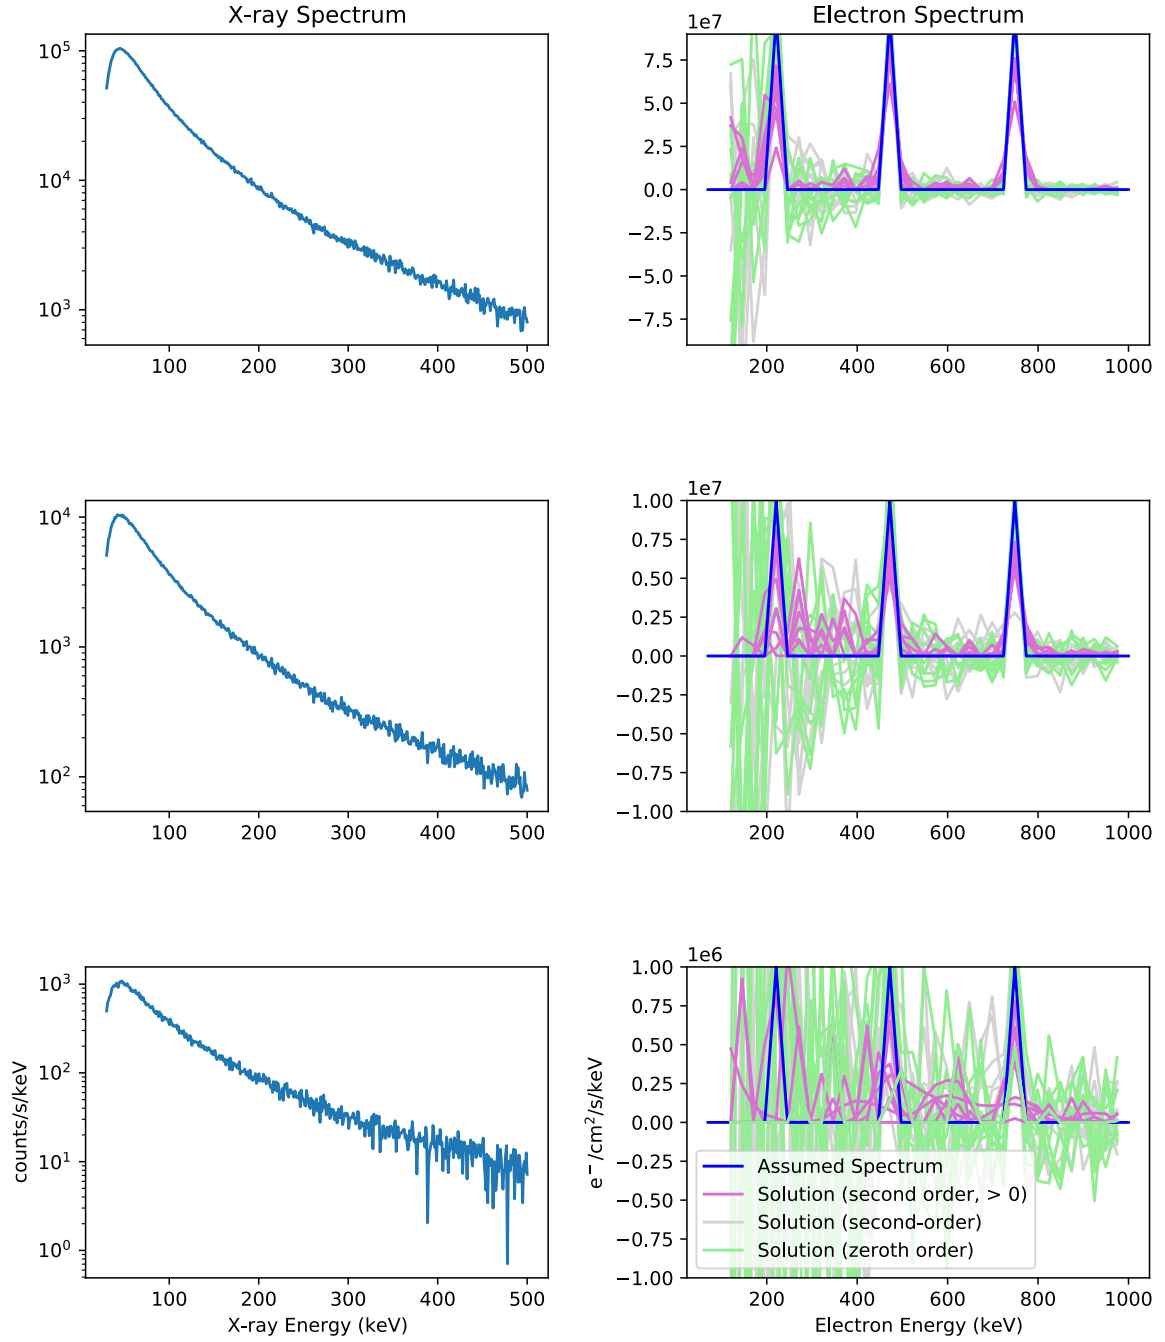 X-ray Spectrum
10^5
10^4
10^3
100 200 300 400 500
Electron Spectrum
1e7
7.5
5.0
2.5
0.0
−2.5
−5.0
−7.5
200 400 600 800 1000
10^4
10^3
10^2
100 200 300 400 500
1e7
1.00
0.75
0.50
0.25
0.00
−0.25
−0.50
−0.75
−1.00
200 400 600 800 1000
counts/s/keV
10^3
10^2
10^1
10^0
100 200 300 400 500
X-ray Energy (keV)
e^−/cm^2/s/keV
1e6
1.00
0.75
0.50
0.25
0.00
−0.25
−0.50
−0.75
−1.00
Assumed Spectrum
Solution (second order, > 0)
Solution (second-order)
Solution (zeroth order)
200 400 600 800 1000
Electron Energy (keV)